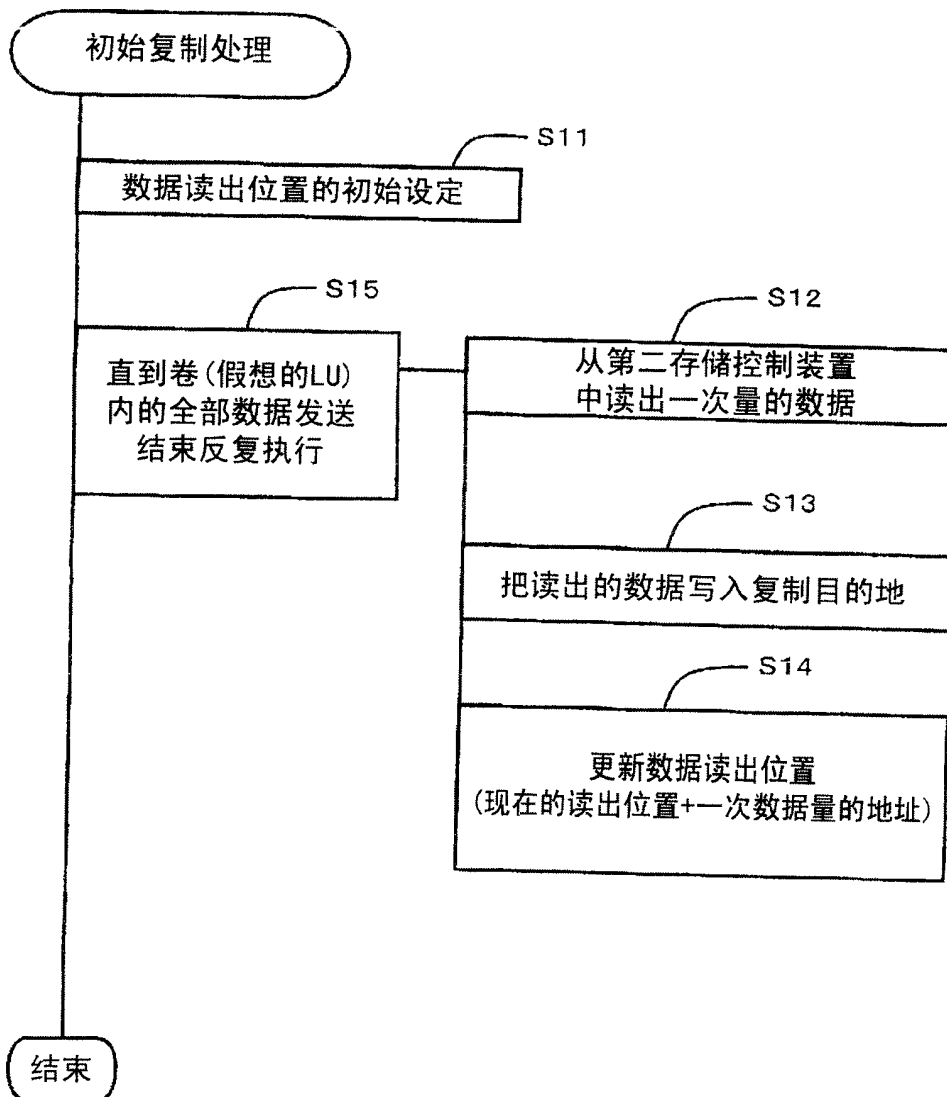 初始复制处理
S11
数据读出位置的初始设定
S15
直到卷(假想的LU)
内的全部数据发送
结束反复执行
S12
从第二存储控制装置
中读出一次量的数据
S13
把读出的数据写入复制目的地
S14
更新数据读出位置
(现在的读出位置+一次数据量的地址)
结束